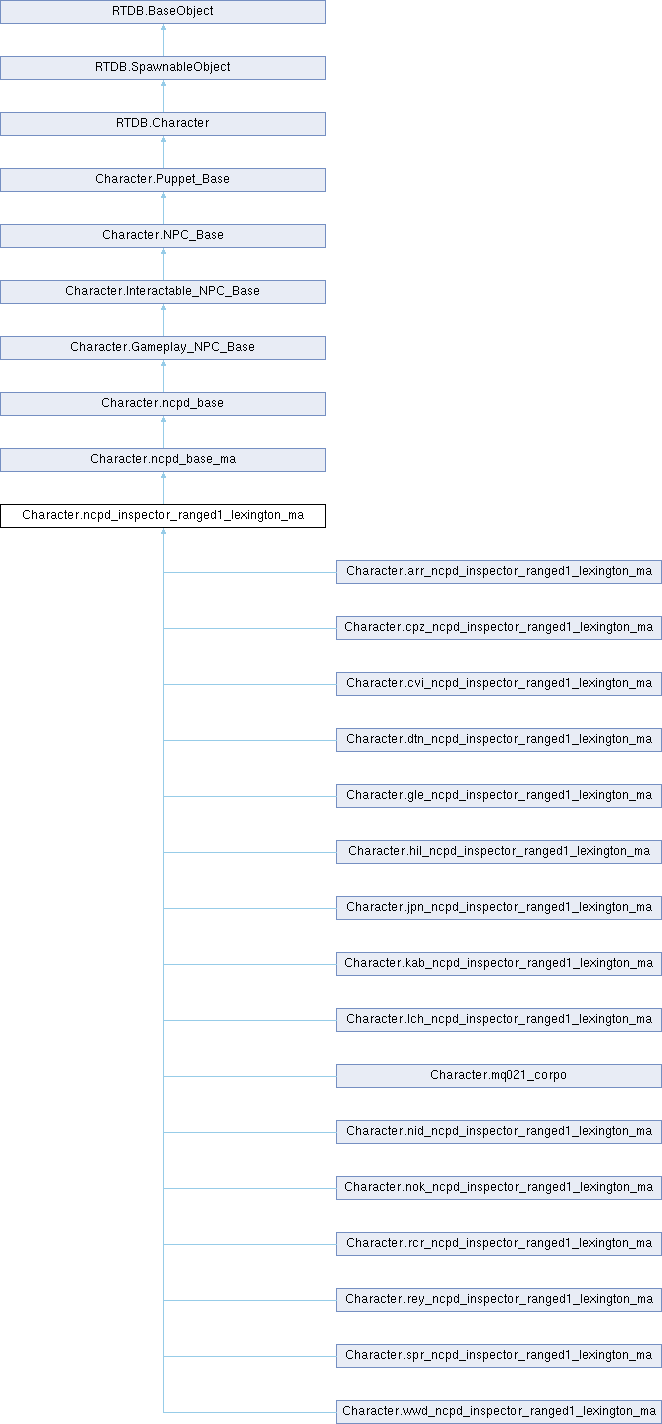 RTDB.BaseObject
RTDB.SpawnableObject
RTDB.Character
Character.Puppet_Base
Character.NPC_Base
Character.Interactable_NPC_Base
Character.Gameplay_NPC_Base
Character.ncpd_base
Character.ncpd_base_ma
Character.ncpd_inspector_ranged1_lexington_ma
Character.arr_ncpd_inspector_ranged1_lexington_ma
Character.cpz_ncpd_inspector_ranged1_lexington_ma
Character.cvi_ncpd_inspector_ranged1_lexington_ma
Character.dtn_ncpd_inspector_ranged1_lexington_ma
Character.gle_ncpd_inspector_ranged1_lexington_ma
Character.hil_ncpd_inspector_ranged1_lexington_ma
Character.jpn_ncpd_inspector_ranged1_lexington_ma
Character.kab_ncpd_inspector_ranged1_lexington_ma
Character.lch_ncpd_inspector_ranged1_lexington_ma
Character.mq021_corpo
Character.nid_ncpd_inspector_ranged1_lexington_ma
Character.nok_ncpd_inspector_ranged1_lexington_ma
Character.rcr_ncpd_inspector_ranged1_lexington_ma
Character.rey_ncpd_inspector_ranged1_lexington_ma
Character.spr_ncpd_inspector_ranged1_lexington_ma
Character.wwd_ncpd_inspector_ranged1_lexington_ma